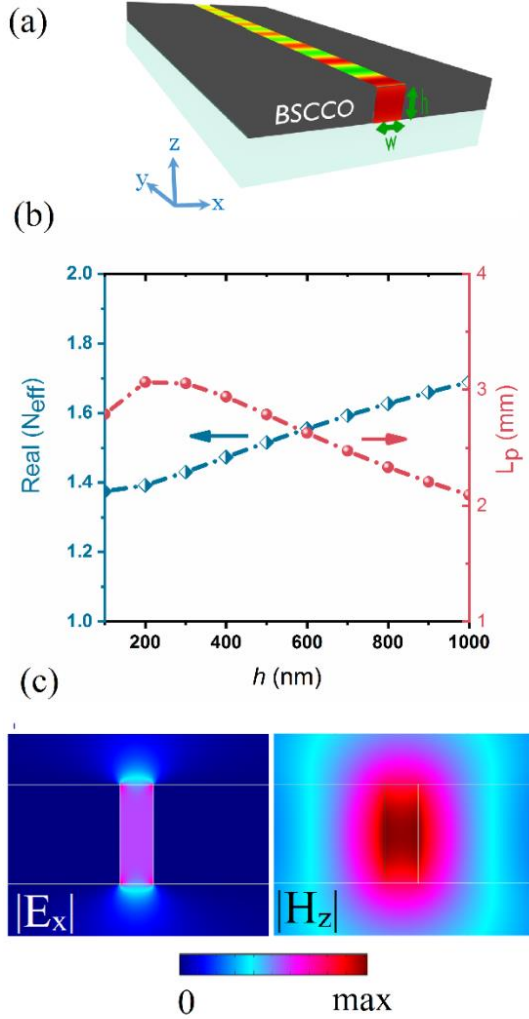 (a)
BSCCO
h
w
z
y
x
(b)
2.0
1.8
1.6
1.4
1.2
1.0
Real (Neff)
4
3
2
1
Lp (mm)
200 400 600 800 1000
h (nm)
(c)
|Ex|
|Hz|
0
max